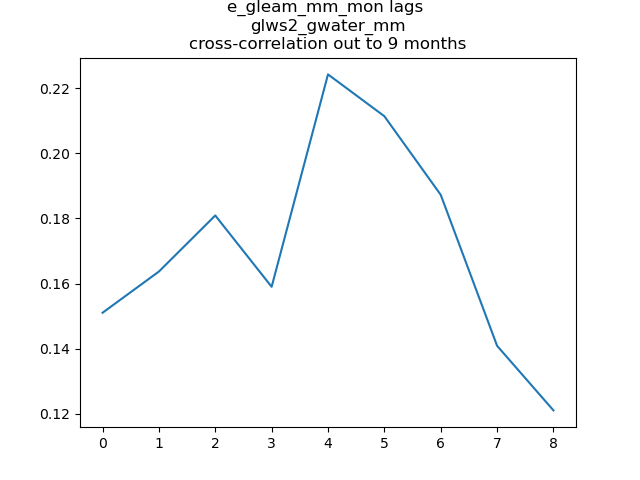 e_gleam_mm_mon lags
glws2_gwater_mm
cross-correlation out to 9 months
0.22
0.20
0.18
0.16
0.14
0.12
0 1 2 3 4 5 6 7 8